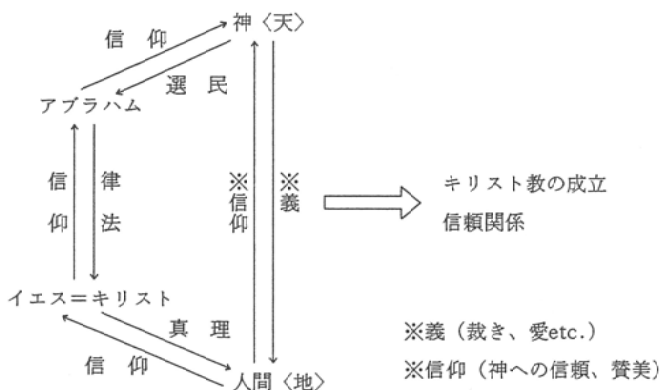 神〈天〉
信仰
選民
アブラハム
信仰
律法
※信仰
※義
キリスト教の成立
信頼関係
イエス＝キリスト
真理
信仰
人間〈地〉
※義（裁き、愛etc.）
※信仰（神への信頼、賛美）